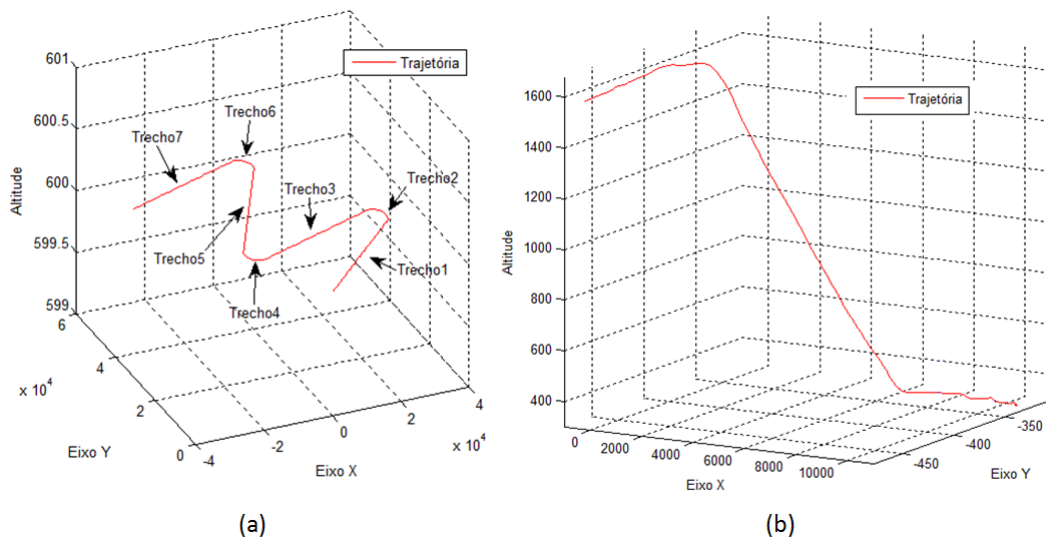 601
600.5
600
599.5
599
Altitude
6
4
2
0
x 10^4
Eixo Y
-4
-2
0
2
4
x 10^4
Eixo X
Trajetória
Trecho7
Trecho6
Trecho3
Trecho2
Trecho5
Trecho1
Trecho4
(a)
1600
1400
1200
1000
800
600
400
Altitude
0
2000
4000
6000
8000
10000
Eixo X
-450
-400
-350
Eixo Y
Trajetória
(b)